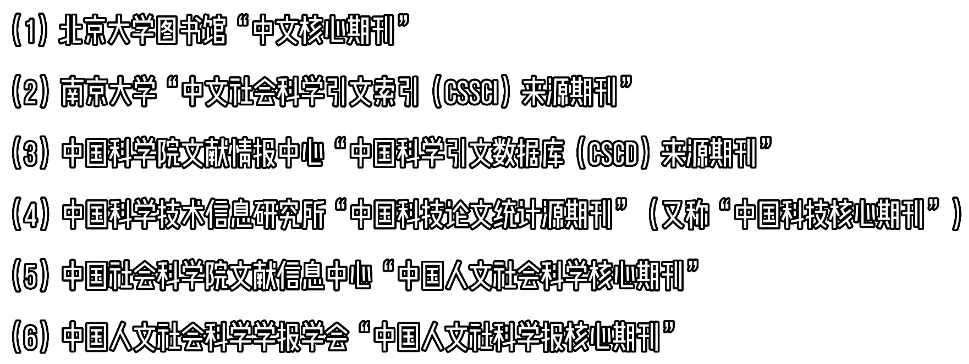 （1）北京大学图书馆“中文核心期刊”
（2）南京大学“中文社会科学引文索引（CSSCI）来源期刊”
（3）中国科学院文献情报中心“中国科学引文数据库（CSCD）来源期刊”
（4）中国科学技术信息研究所“中国科技论文统计源期刊”（又称“中国科技核心期刊”）
（5）中国社会科学院文献信息中心“中国人文社会科学核心期刊”
（6）中国人文社会科学学报学会“中国人文社科学报核心期刊”